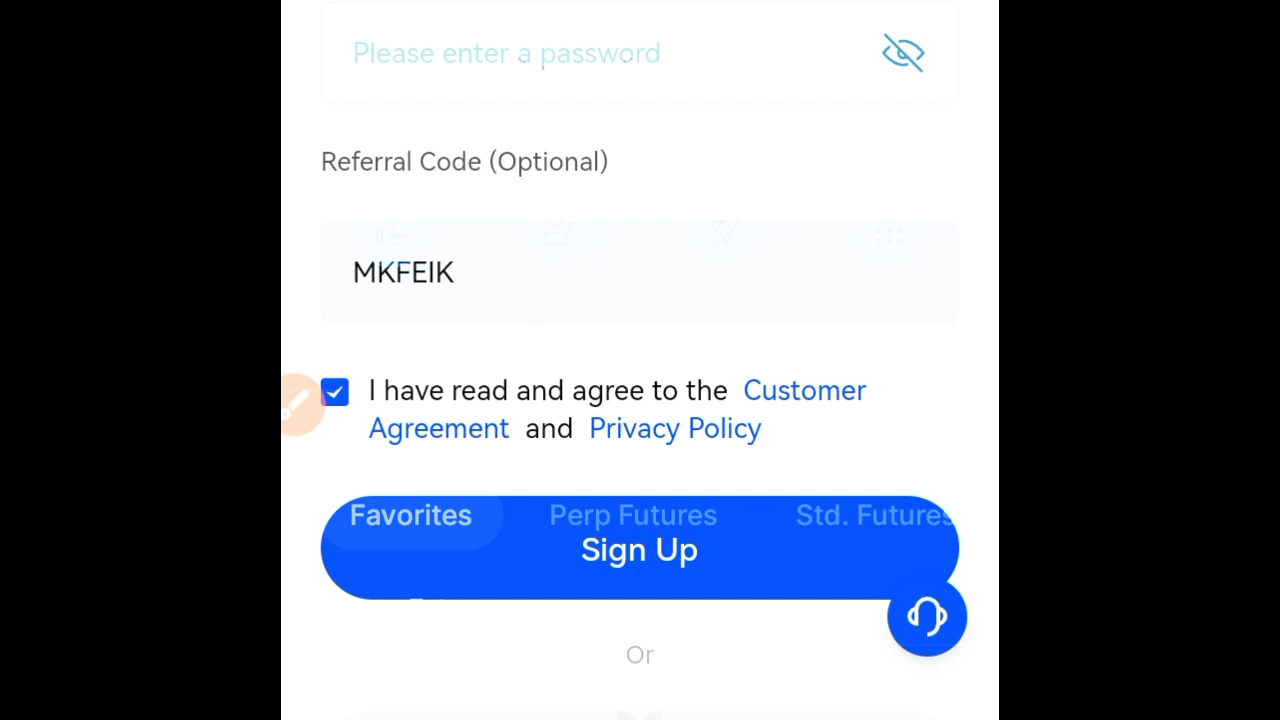 Please enter a password
Referral Code (Optional)
MKFEIK
I have read and agree to the Customer
Agreement and Privacy Policy
Favorites Perp Futures Std. Futures
Sign Up
Or